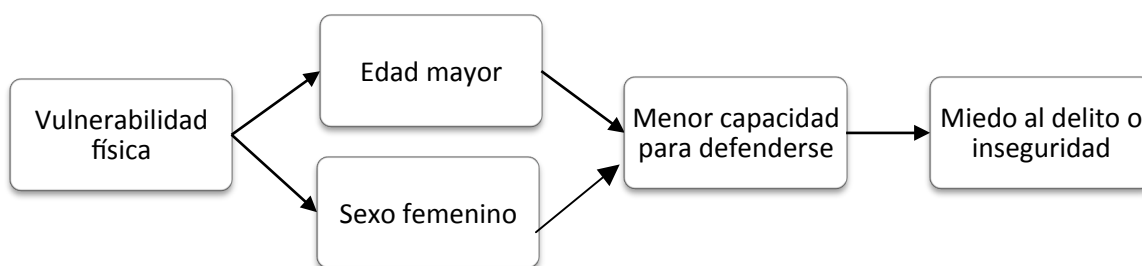 Vulnerabilidad
física
Edad mayor
Sexo femenino
Menor capacidad
para defenderse
Miedo al delito o
inseguridad